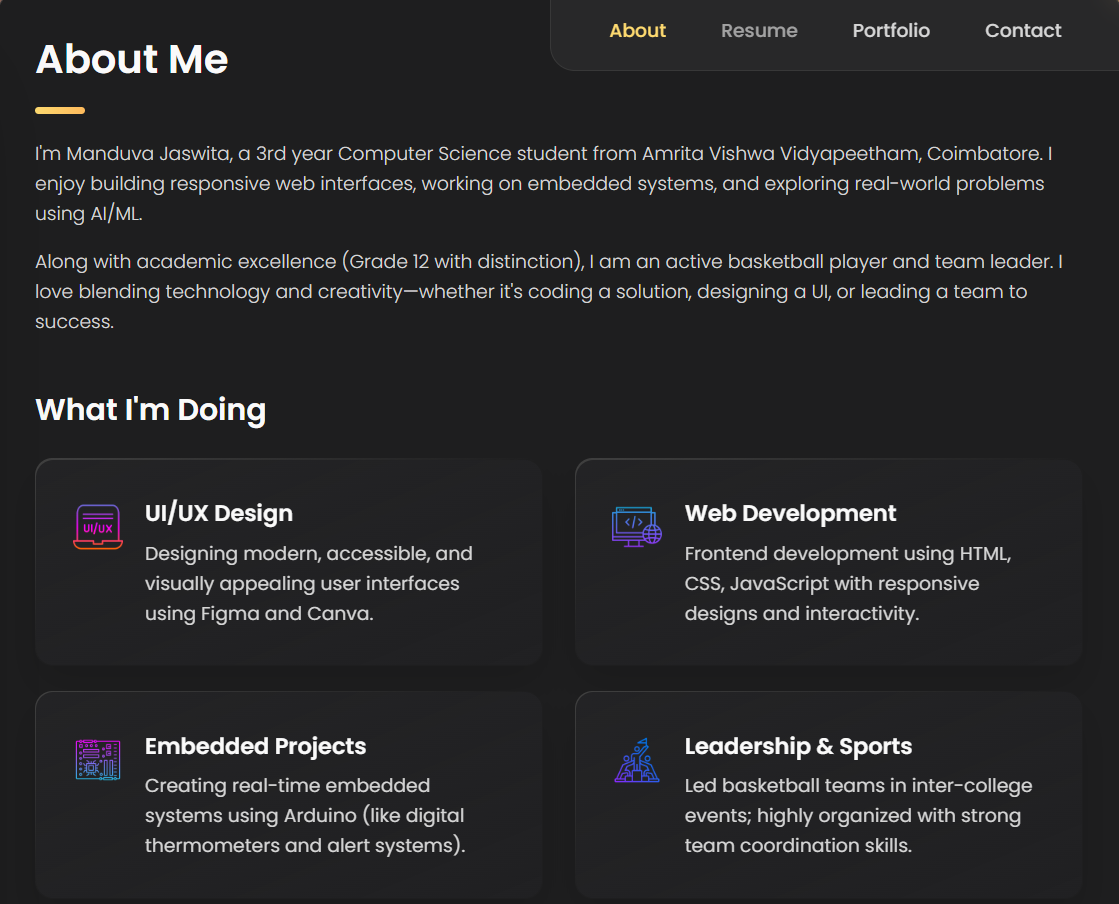 About Resume Portfolio Contact
About Me
I'm Manduva Jaswita, a 3rd year Computer Science student from Amrita Vishwa Vidyapeetham, Coimbatore. I
enjoy building responsive web interfaces, working on embedded systems, and exploring real-world problems
using AI/ML.
Along with academic excellence (Grade 12 with distinction), I am an active basketball player and team leader. I
love blending technology and creativity—whether it's coding a solution, designing a UI, or leading a team to
success.
What I'm Doing
UI/UX
UI/UX Design
Designing modern, accessible, and
visually appealing user interfaces
using Figma and Canva.
</>
Web Development
Frontend development using HTML,
CSS, JavaScript with responsive
designs and interactivity.
Embedded Projects
Creating real-time embedded
systems using Arduino (like digital
thermometers and alert systems).
Leadership & Sports
Led basketball teams in inter-college
events; highly organized with strong
team coordination skills.